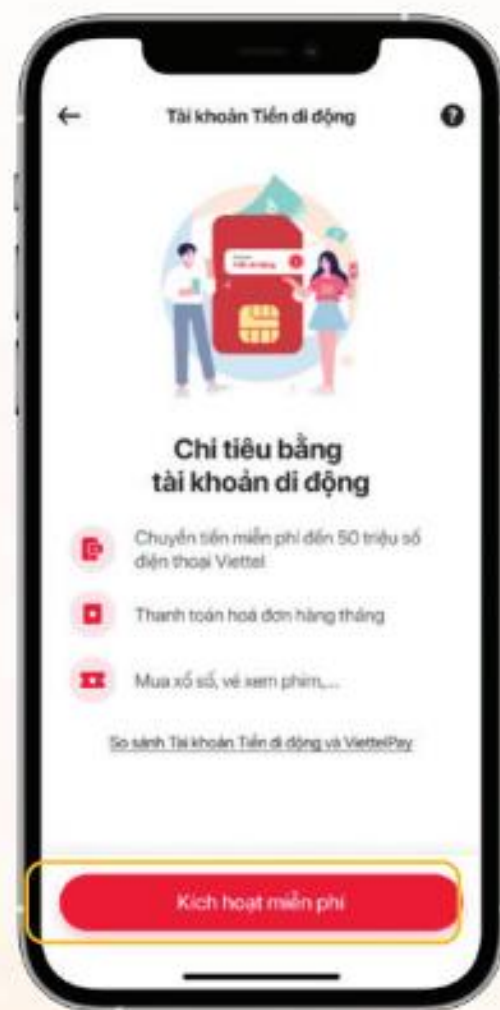 Tài khoản Tiền di động
Chi tiêu bằng
tài khoản di động
Chuyển tiền miễn phí đến 50 triệu số
điện thoại Viettel
Thanh toán hoá đơn hàng tháng
Mua xổ số, vé xem phim,...
So sánh Tài khoản Tiền di động và ViettelPay
Kích hoạt miễn phí